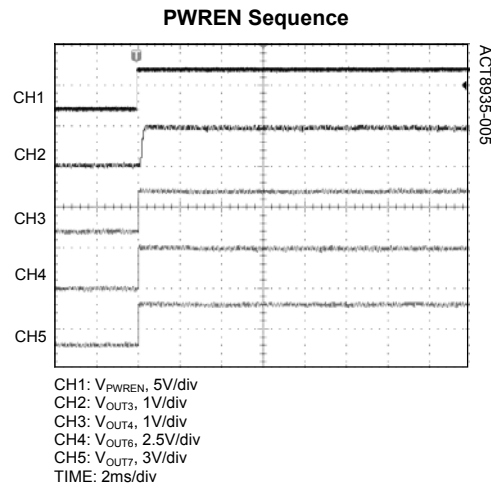 PWREN Sequence
ACT8935-005
CH1
CH2
CH3
CH4
CH5
CH1: VPWREN, 5V/div
CH2: VOUT3, 1V/div
CH3: VOUT4, 1V/div
CH4: VOUT6, 2.5V/div
CH5: VOUT7, 3V/div
TIME: 2ms/div